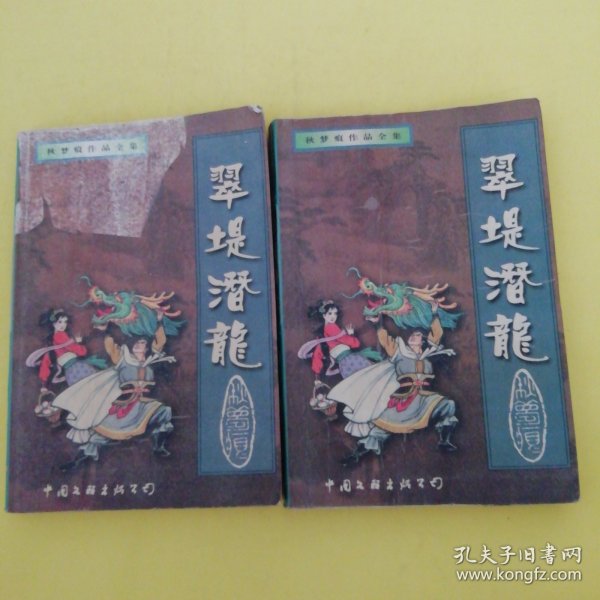 秋梦痕作品全集
翠堤潜龍
秋梦痕
中国文联出版公司
秋梦痕作品全集
翠堤潜龍
秋梦痕
中国文联出版公司
孔夫子旧書网
www.kongfz.com